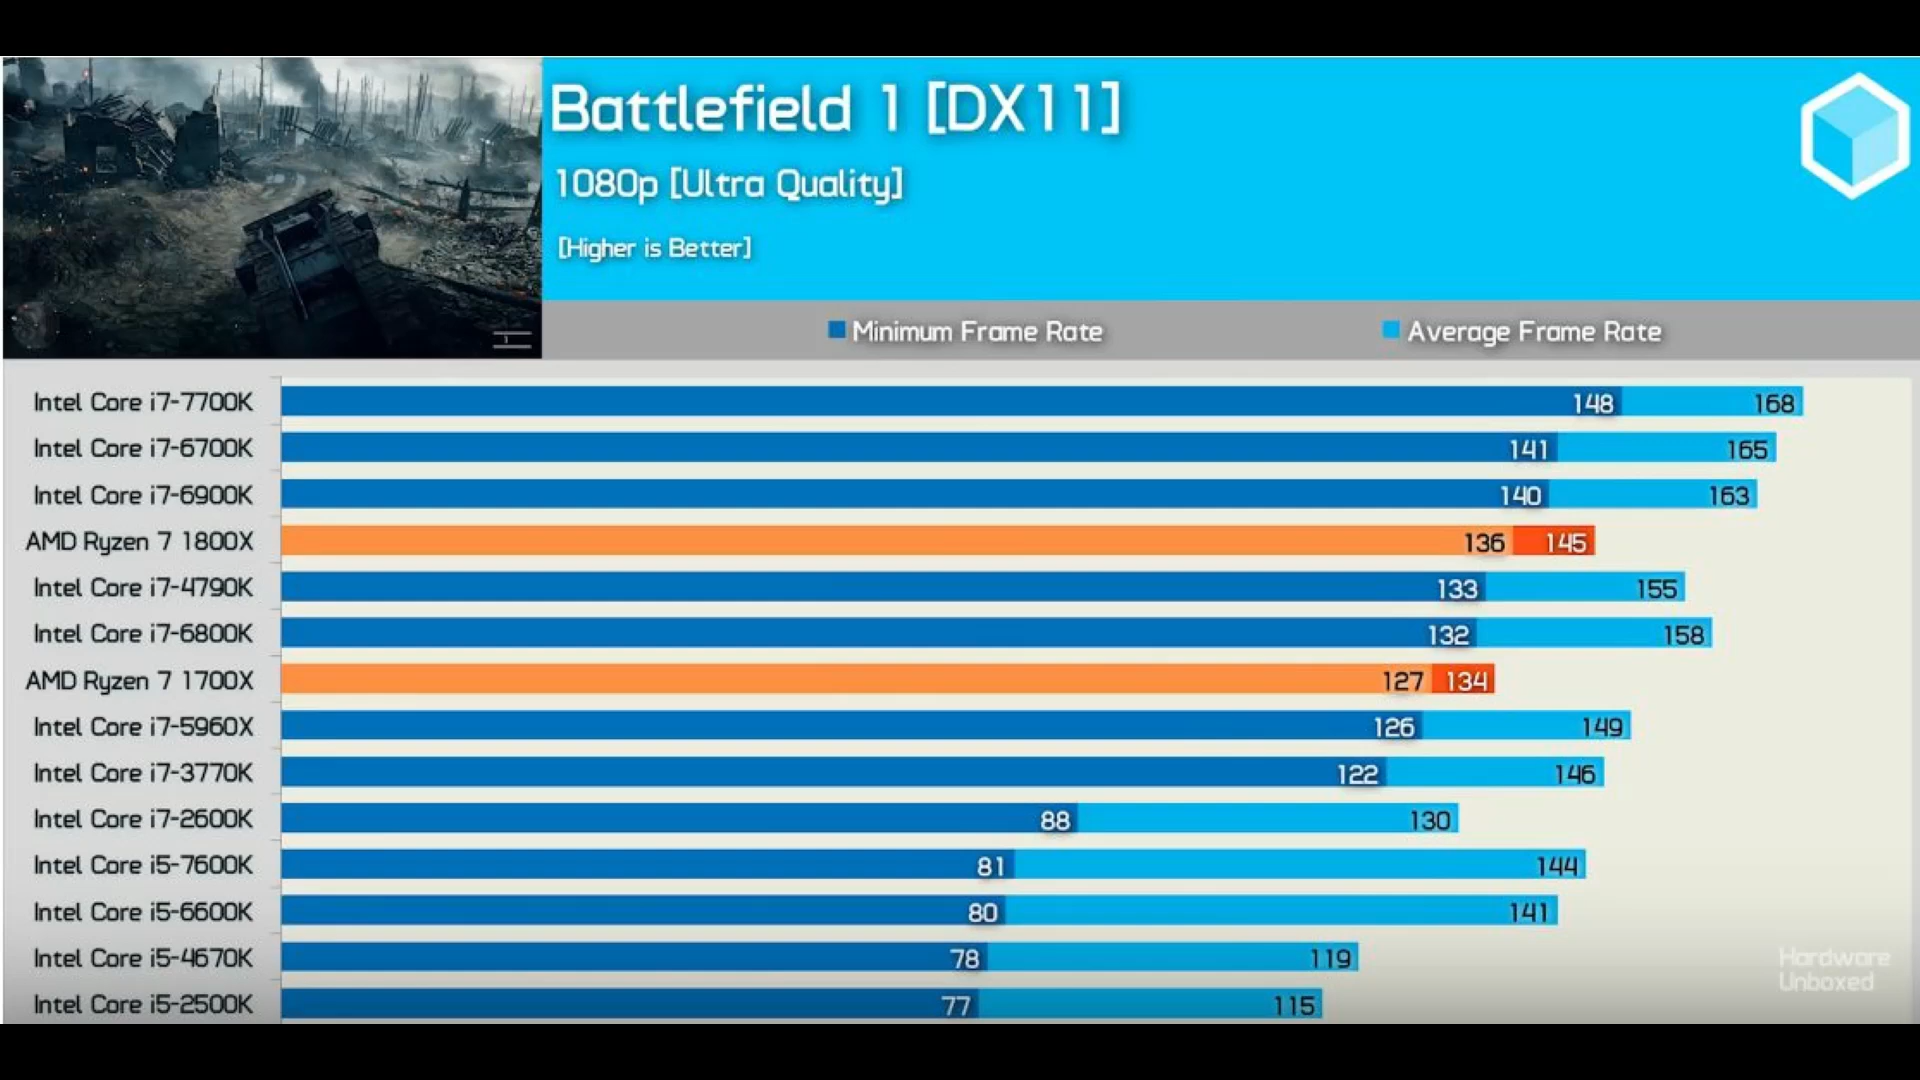 Battlefield 1 [DX11]
1080p [Ultra Quality]
[Higher is Better]
Minimum Frame Rate Average Frame Rate
Intel Core i7-7700K 148 168
Intel Core i7-6700K 141 165
Intel Core i7-6900K 140 163
AMD Ryzen 7 1800X 136 145
Intel Core i7-4790K 133 155
Intel Core i7-6800K 132 158
AMD Ryzen 7 1700X 127 134
Intel Core i7-5960X 126 149
Intel Core i7-3770K 122 146
Intel Core i7-2600K 88 130
Intel Core i5-7600K 81 144
Intel Core i5-6600K 80 141
Intel Core i5-4670K 78 119
Intel Core i5-2500K 77 115
Hardware
Unboxed